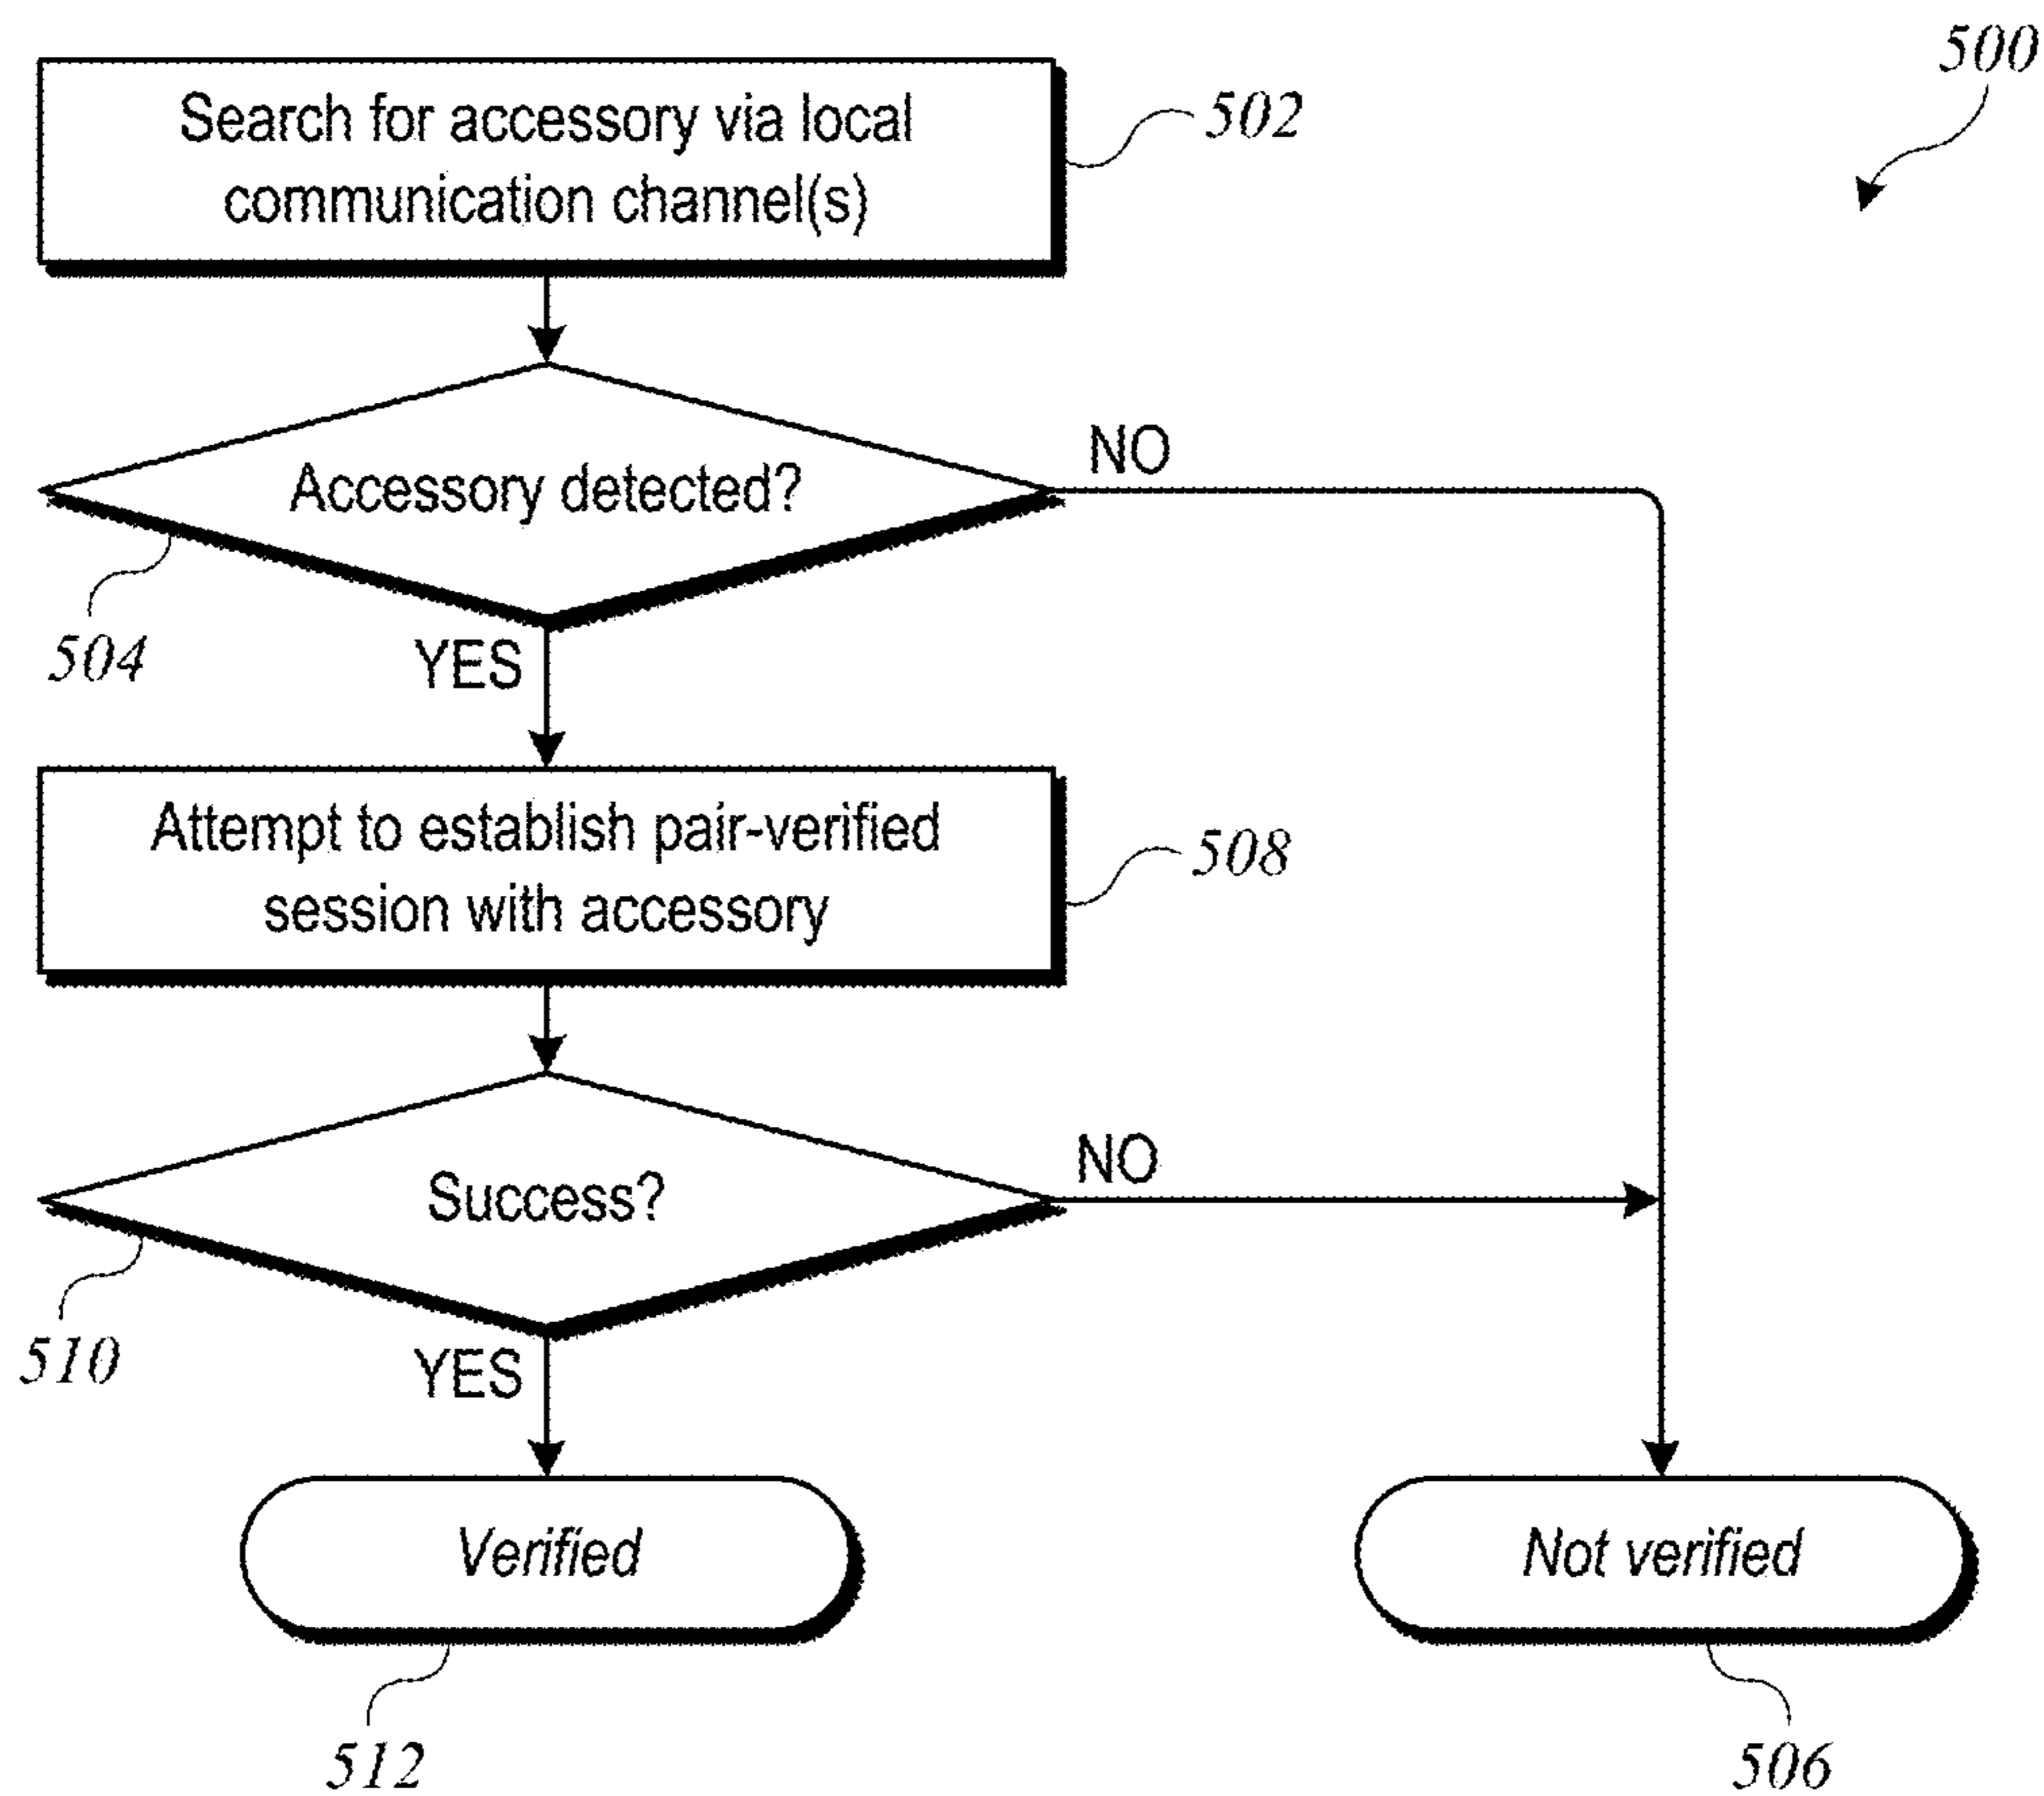 500
Search for accessory via local
communication channel(s)
502
Accessory detected?
NO
504
YES
Attempt to establish pair-verified
session with accessory
508
Success?
NO
510
YES
Verified
Not verified
512
506